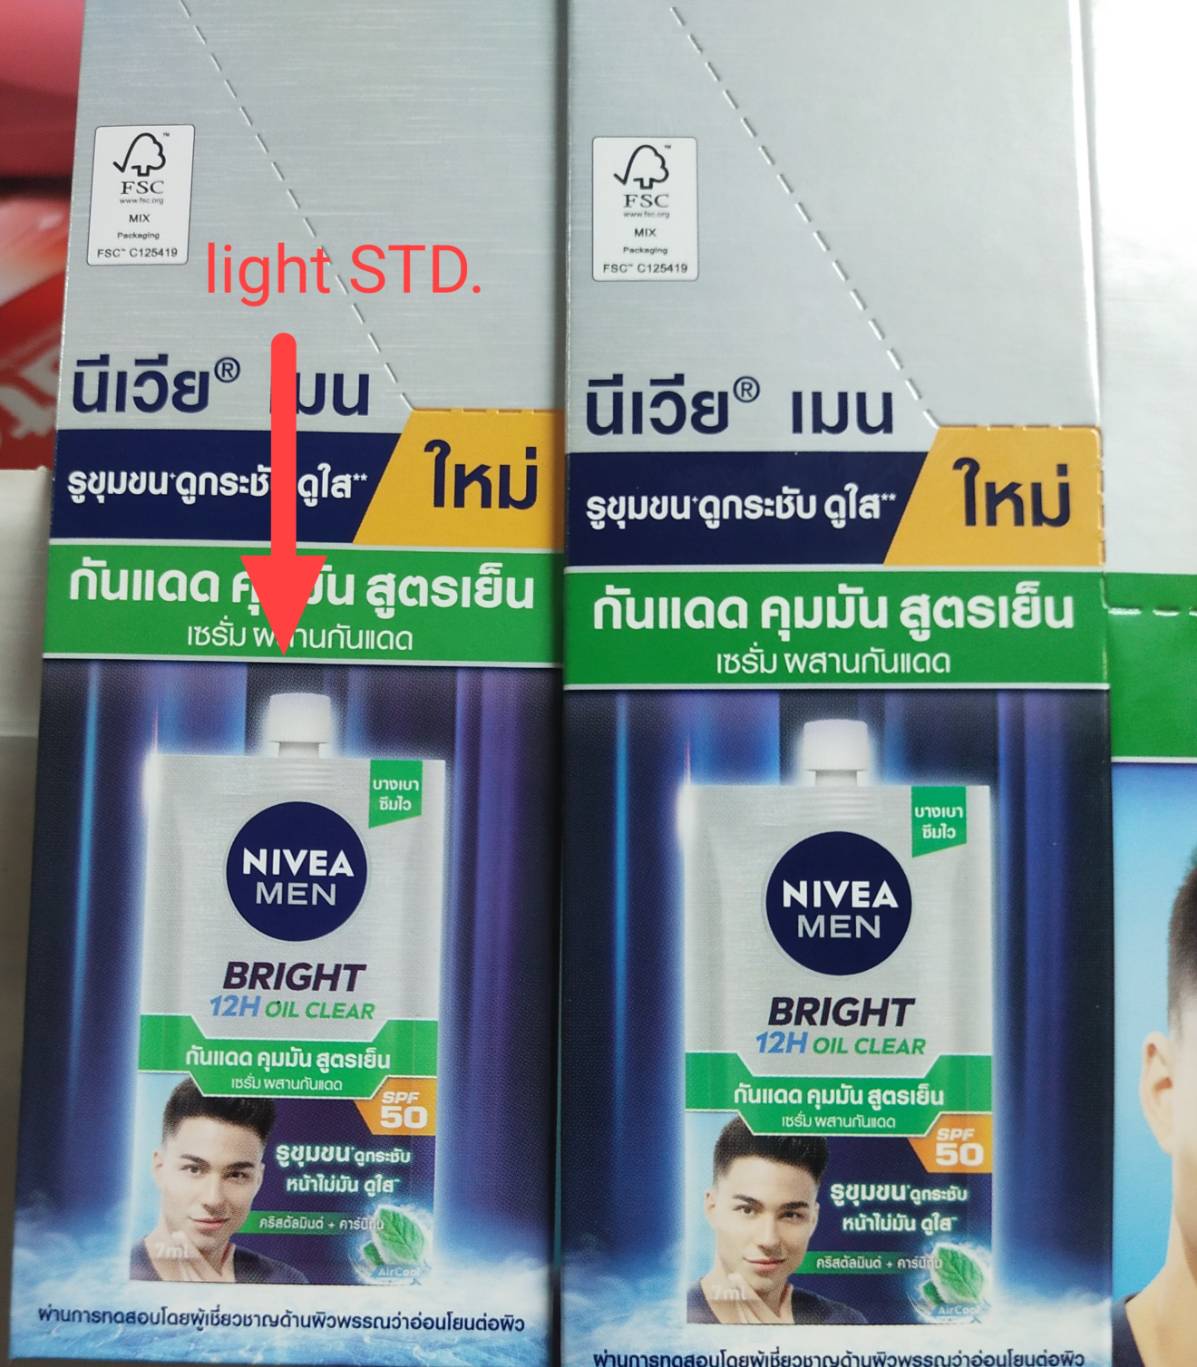 FSC
www.fsc.org
MIX
Packaging
FSC™ C125419
light STD.
นีเวีย® เมน
รูขุมขน⁺ดูกระชับ ดูใส**
ใหม่
กันแดด คุมมัน สูตรเย็น
เซรั่ม ผสานกันแดด
บางเบา
ซึมไว
NIVEA
MEN
BRIGHT
12H OIL CLEAR
กันแดด คุมมัน สูตรเย็น
เซรั่ม ผสานกันแดด
SPF
50
รูขุมขน⁺ดูกระชับ
หน้าไม่มัน ดูใส
คริสตัลมินต์ + คาร์นิทีน
7ml
AirCool
ผ่านการทดสอบโดยผู้เชี่ยวชาญด้านผิวพรรณว่าอ่อนโยนต่อผิว
FSC
www.fsc.org
MIX
Packaging
FSC™ C125419
นีเวีย® เมน
รูขุมขน⁺ดูกระชับ ดูใส**
ใหม่
กันแดด คุมมัน สูตรเย็น
เซรั่ม ผสานกันแดด
บางเบา
ซึมไว
NIVEA
MEN
BRIGHT
12H OIL CLEAR
กันแดด คุมมัน สูตรเย็น
เซรั่ม ผสานกันแดด
SPF
50
รูขุมขน⁺ดูกระชับ
หน้าไม่มัน ดูใส
คริสตัลมินต์ + คาร์นิทีน
7ml
AirCool
ผ่านการทดสอบโดยผู้เชี่ยวชาญด้านผิวพรรณว่าอ่อนโยนต่อผิว